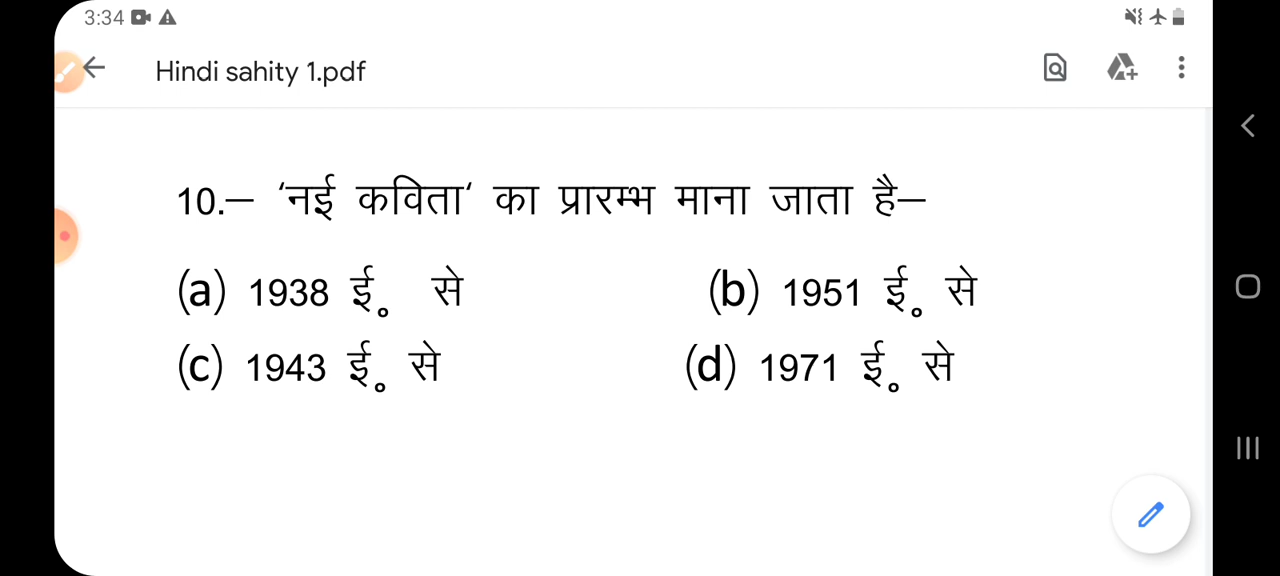 3:34
Hindi sahity 1.pdf
10.– ‘नई कविता‘ का प्रारम्भ माना जाता है–
(a) 1938 ई॰ से (b) 1951 ई॰ से
(c) 1943 ई॰ से (d) 1971 ई॰ से